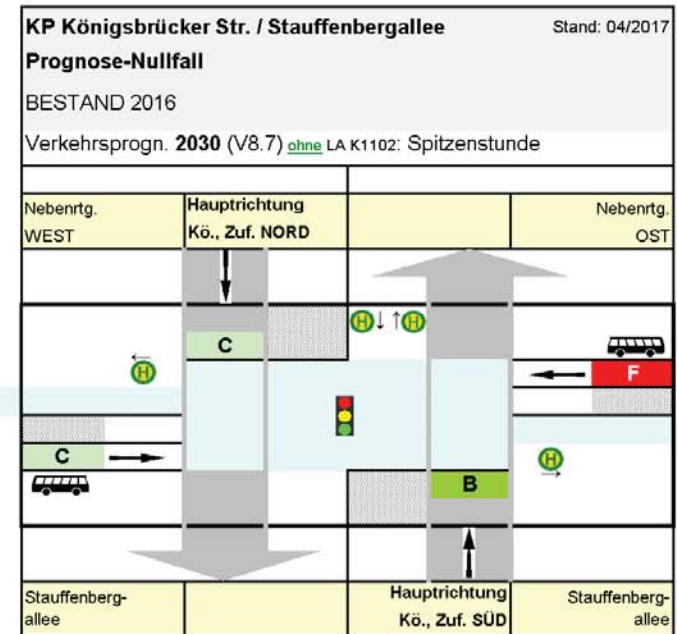 KP Königsbrücker Str. / Stauffenbergallee Stand: 04/2017
Prognose-Nullfall
BESTAND 2016
Verkehrsprogn. 2030 (V8.7) ohne LA K1102: Spitzenstunde
Nebenrtg. Hauptrichtung Nebenrtg.
WEST Kö., Zuf. NORD OST
H ↓ ↑ H
C
← H
← F
C →
H →
B
Stauffenberg- Hauptrichtung Stauffenberg-
allee Kö., Zuf. SÜD allee